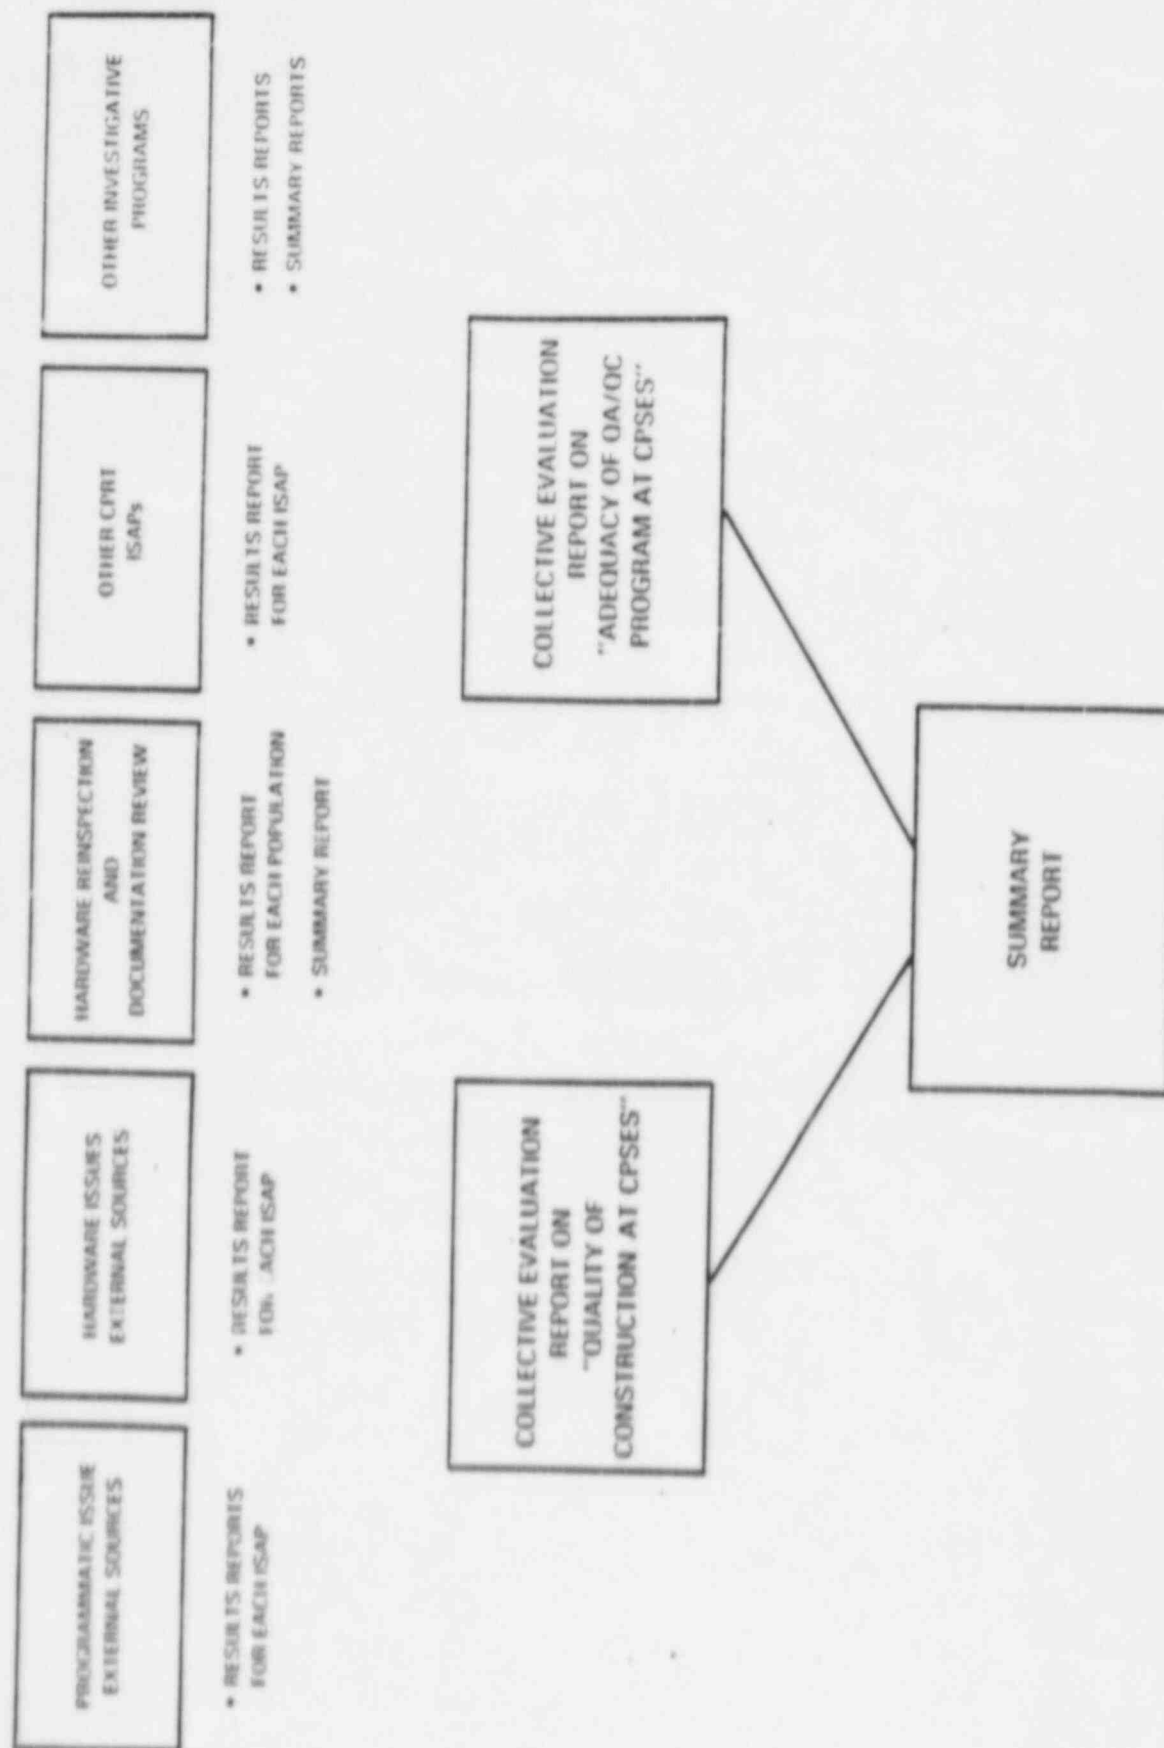 PROGRAMMATIC ISSUE
EXTERNAL SOURCES
• RESULTS REPORTS
FOR EACH ISAP
HARDWARE ISSUES
EXTERNAL SOURCES
• RESULTS REPORT
FOR ACH ISAP
HARDWARE REINSPECTION
AND
DOCUMENTATION REVIEW
• RESULTS REPORT
FOR EACH POPULATION
• SUMMARY REPORT
OTHER CPRT
ISAPs
• RESULTS REPORT
FOR EACH ISAP
OTHER INVESTIGATIVE
PROGRAMS
• RESULTS REPORTS
• SUMMARY REPORTS
COLLECTIVE EVALUATION
REPORT ON
"QUALITY OF
CONSTRUCTION AT CPSES"
COLLECTIVE EVALUATION
REPORT ON
"ADEQUACY OF QA/QC
PROGRAM AT CPSES"
SUMMARY
REPORT